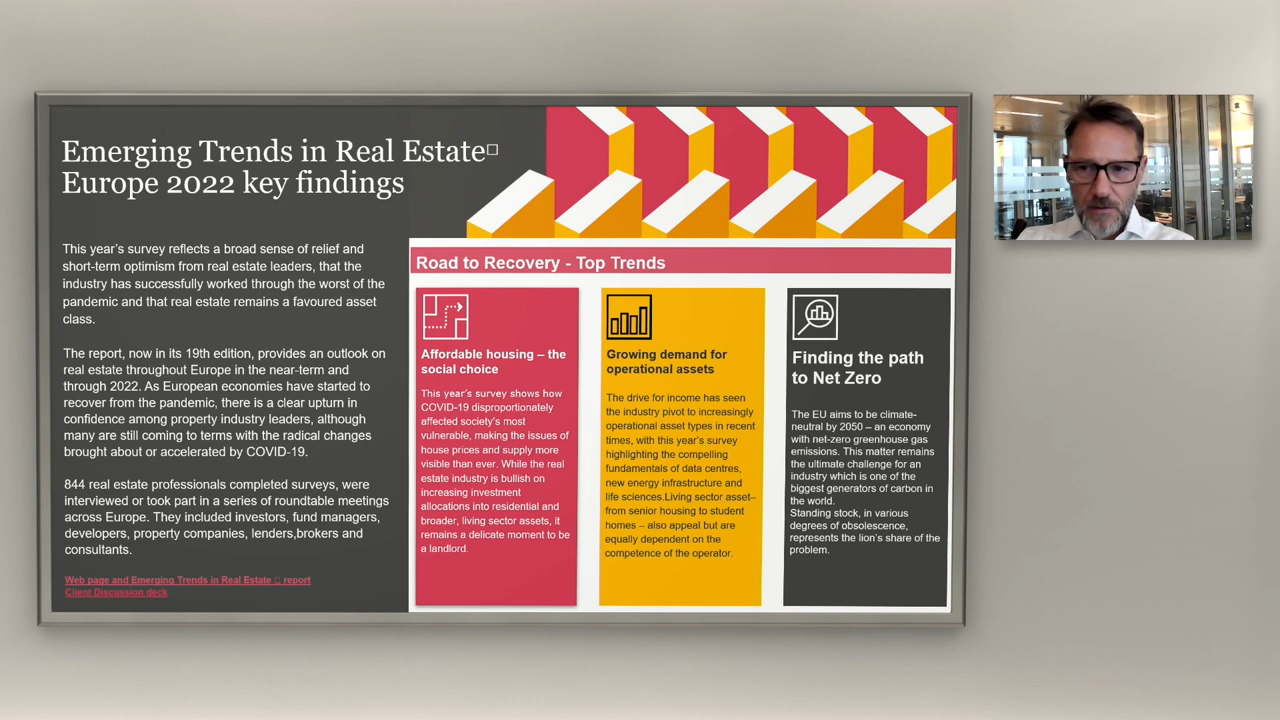 Emerging Trends in Real Estate□
Europe 2022 key findings
This year's survey reflects a broad sense of relief and
short-term optimism from real estate leaders, that the
industry has successfully worked through the worst of the
pandemic and that real estate remains a favoured asset
class.
The report, now in its 19th edition, provides an outlook on
real estate throughout Europe in the near-term and
through 2022. As European economies have started to
recover from the pandemic, there is a clear upturn in
confidence among property industry leaders, although
many are still coming to terms with the radical changes
brought about or accelerated by COVID-19.
844 real estate professionals completed surveys, were
interviewed or took part in a series of roundtable meetings
across Europe. They included investors, fund managers,
developers, property companies, lenders,brokers and
consultants.
Web page and Emerging Trends in Real Estate □ report
Client Discussion deck
Road to Recovery - Top Trends
Affordable housing – the
social choice
This year's survey shows how
COVID-19 disproportionately
affected society's most
vulnerable, making the issues of
house prices and supply more
visible than ever. While the real
estate industry is bullish on
increasing investment
allocations into residential and
broader, living sector assets, it
remains a delicate moment to be
a landlord.
Growing demand for
operational assets
The drive for income has seen
the industry pivot to increasingly
operational asset types in recent
times, with this year's survey
highlighting the compelling
fundamentals of data centres,
new energy infrastructure and
life sciences.Living sector asset–
from senior housing to student
homes – also appeal but are
equally dependent on the
competence of the operator.
Finding the path
to Net Zero
The EU aims to be climate-
neutral by 2050 – an economy
with net-zero greenhouse gas
emissions. This matter remains
the ultimate challenge for an
industry which is one of the
biggest generators of carbon in
the world.
Standing stock, in various
degrees of obsolescence,
represents the lion's share of the
problem.